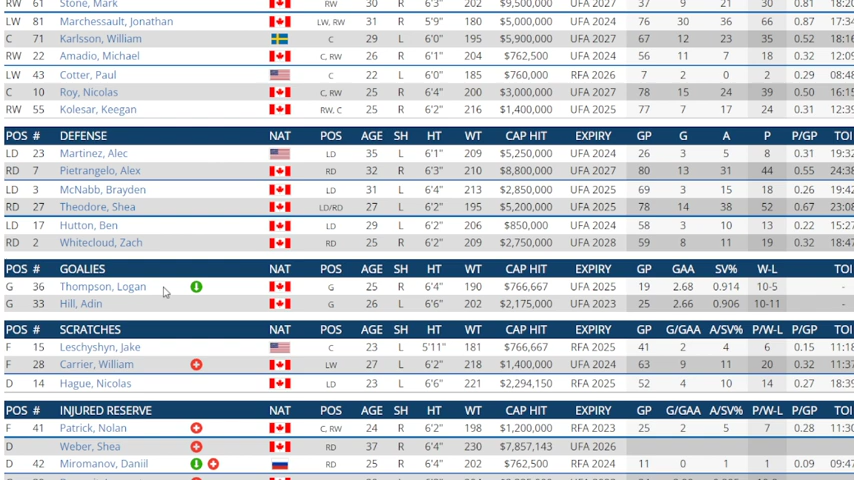 RW 61 Stone, Mark RW 30 R 6'3" 202 $9,500,000 UFA 2027 37 9 21 30 0.81 18:20
LW 81 Marchessault, Jonathan LW, RW 31 R 5'9" 180 $5,000,000 UFA 2024 76 30 36 66 0.87 17:34
C 71 Karlsson, William C 29 L 6'0" 195 $5,900,000 UFA 2027 67 12 23 35 0.52 18:16
RW 22 Amadio, Michael C, RW 26 R 6'1" 204 $762,500 UFA 2024 56 11 7 18 0.32 12:09
LW 43 Cotter, Paul C 22 L 6'0" 185 $760,000 RFA 2026 7 2 0 2 0.29 08:48
C 10 Roy, Nicolas C 25 R 6'4" 200 $3,000,000 UFA 2027 78 15 24 39 0.50 16:15
RW 55 Kolesar, Keegan RW, C 25 R 6'2" 216 $1,400,000 UFA 2025 77 7 17 24 0.31 12:39
POS # DEFENSE NAT POS AGE SH HT WT CAP HIT EXPIRY GP G A P P/GP TOI
LD 23 Martinez, Alec LD 35 L 6'1" 209 $5,250,000 UFA 2024 26 3 5 8 0.31 19:32
RD 7 Pietrangelo, Alex RD 32 R 6'3" 210 $8,800,000 UFA 2027 80 13 31 44 0.55 24:38
LD 3 McNabb, Brayden LD 31 L 6'4" 213 $2,850,000 UFA 2025 69 3 15 18 0.26 19:42
RD 27 Theodore, Shea LD/RD 27 L 6'2" 195 $5,200,000 UFA 2025 78 14 38 52 0.67 23:08
LD 17 Hutton, Ben LD 29 L 6'2" 206 $850,000 UFA 2024 58 3 10 13 0.22 15:27
RD 2 Whitecloud, Zach RD 25 R 6'2" 209 $2,750,000 UFA 2028 59 8 11 19 0.32 18:47
POS # GOALIES NAT POS AGE SH HT WT CAP HIT EXPIRY GP GAA SV% W-L TOI
G 36 Thompson, Logan G 25 R 6'4" 190 $766,667 UFA 2025 19 2.68 0.914 10-5 -
G 33 Hill, Adin G 26 L 6'6" 202 $2,175,000 UFA 2023 25 2.66 0.906 10-11 -
POS # SCRATCHES NAT POS AGE SH HT WT CAP HIT EXPIRY GP G/GAA A/SV% P/W-L P/GP TOI
F 15 Leschyshyn, Jake C 23 L 5'11" 181 $766,667 RFA 2025 41 2 4 6 0.15 11:18
F 28 Carrier, William LW 27 L 6'2" 218 $1,400,000 UFA 2024 63 9 11 20 0.32 11:37
D 14 Hague, Nicolas LD 23 L 6'6" 221 $2,294,150 RFA 2025 52 4 10 14 0.27 18:39
POS # INJURED RESERVE NAT POS AGE SH HT WT CAP HIT EXPIRY GP G/GAA A/SV% P/W-L P/GP TOI
F 41 Patrick, Nolan C, RW 24 R 6'2" 198 $1,200,000 RFA 2023 25 2 5 7 0.28 11:30
D Weber, Shea RD 37 R 6'4" 230 $7,857,143 UFA 2026
D 42 Miromanov, Daniil RD 25 R 6'4" 202 $762,500 RFA 2024 11 0 1 1 0.09 09:47